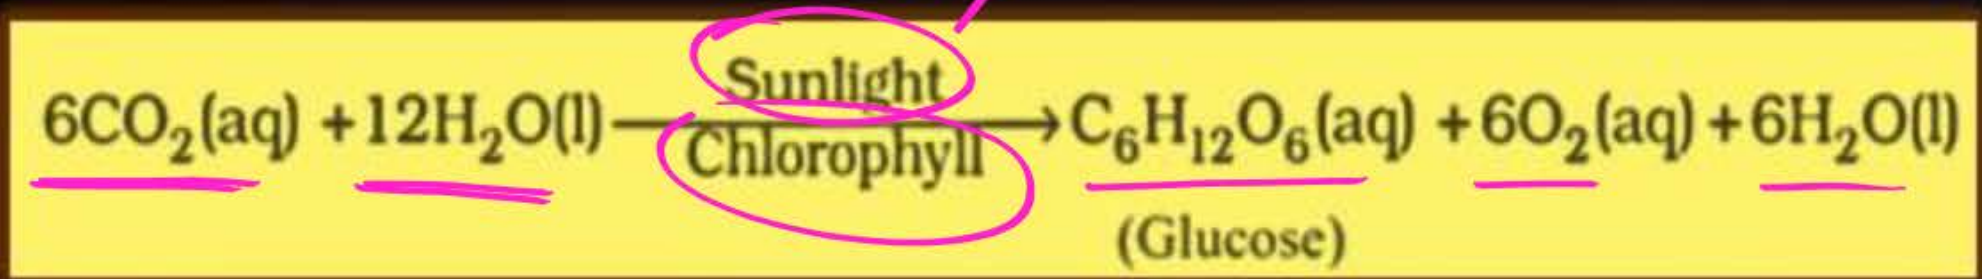 Sunlight
6CO₂(aq) + 12H₂O(l) ⟶ C₆H₁₂O₆(aq) + 6O₂(aq) + 6H₂O(l)
Chlorophyll
(Glucose)